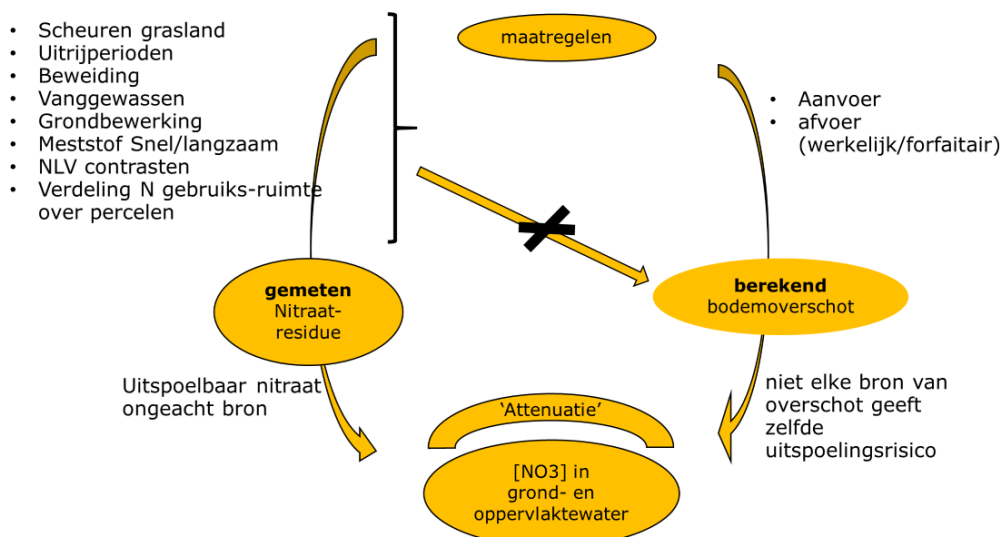 • Scheuren grasland
• Uitrijperioden
• Beweiding
• Vanggewassen
• Grondbewerking
• Meststof Snel/langzaam
• NLV contrasten
• Verdeling N gebruiks-ruimte
over percelen
maatregelen
• Aanvoer
• afvoer
(werkelijk/forfaitair)
gemeten
Nitraat-
residue
berekend
bodemoverschot
Uitspoelbaar nitraat
ongeacht bron
niet elke bron van
overschot geeft
zelfde
uitspoelingsrisico
‘Attenuatie’
[NO3] in
grond- en
oppervlaktewater